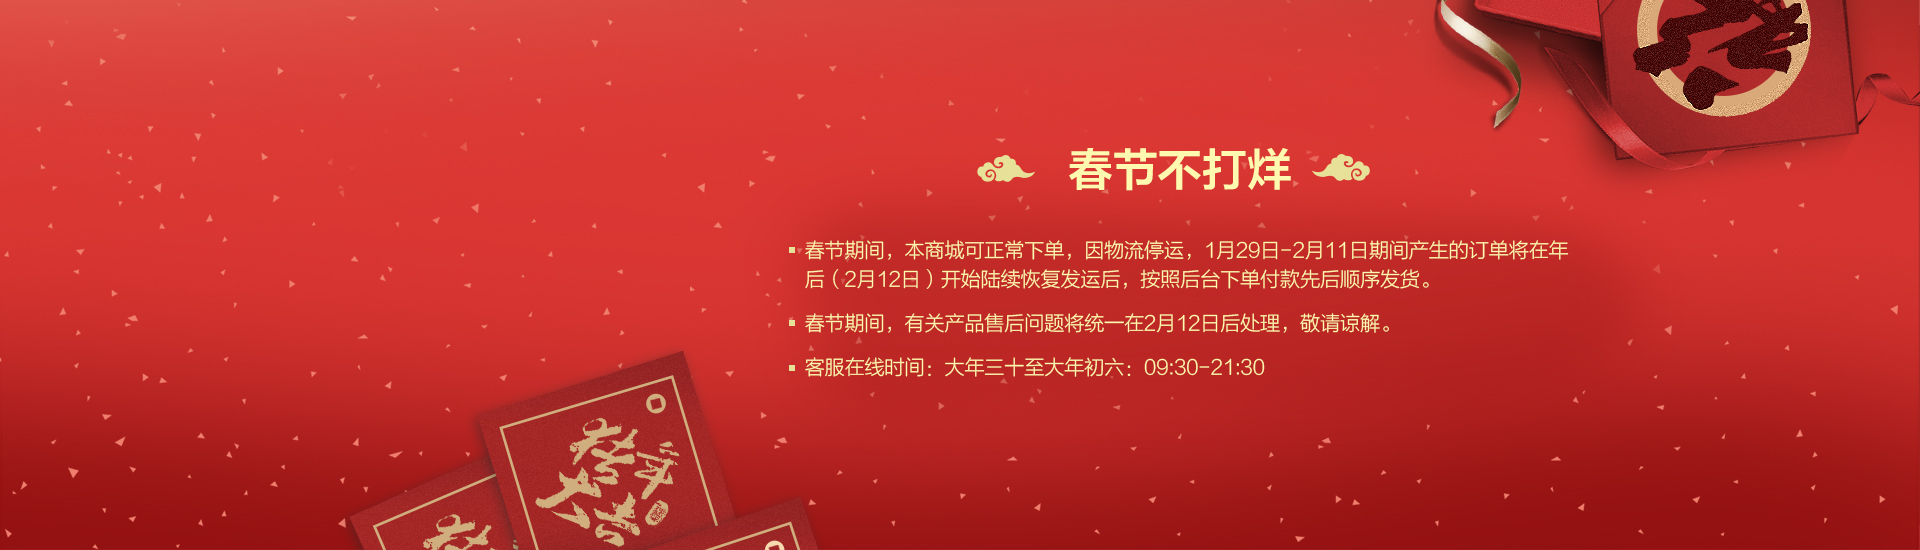 春节不打烊
春节期间，本商城可正常下单，因物流停运，1月29日-2月11日期间产生的订单将在年
后（2月12日）开始陆续恢复发运后，按照后台下单付款先后顺序发货。
春节期间，有关产品售后问题将统一在2月12日后处理，敬请谅解。
客服在线时间：大年三十至大年初六：09:30-21:30